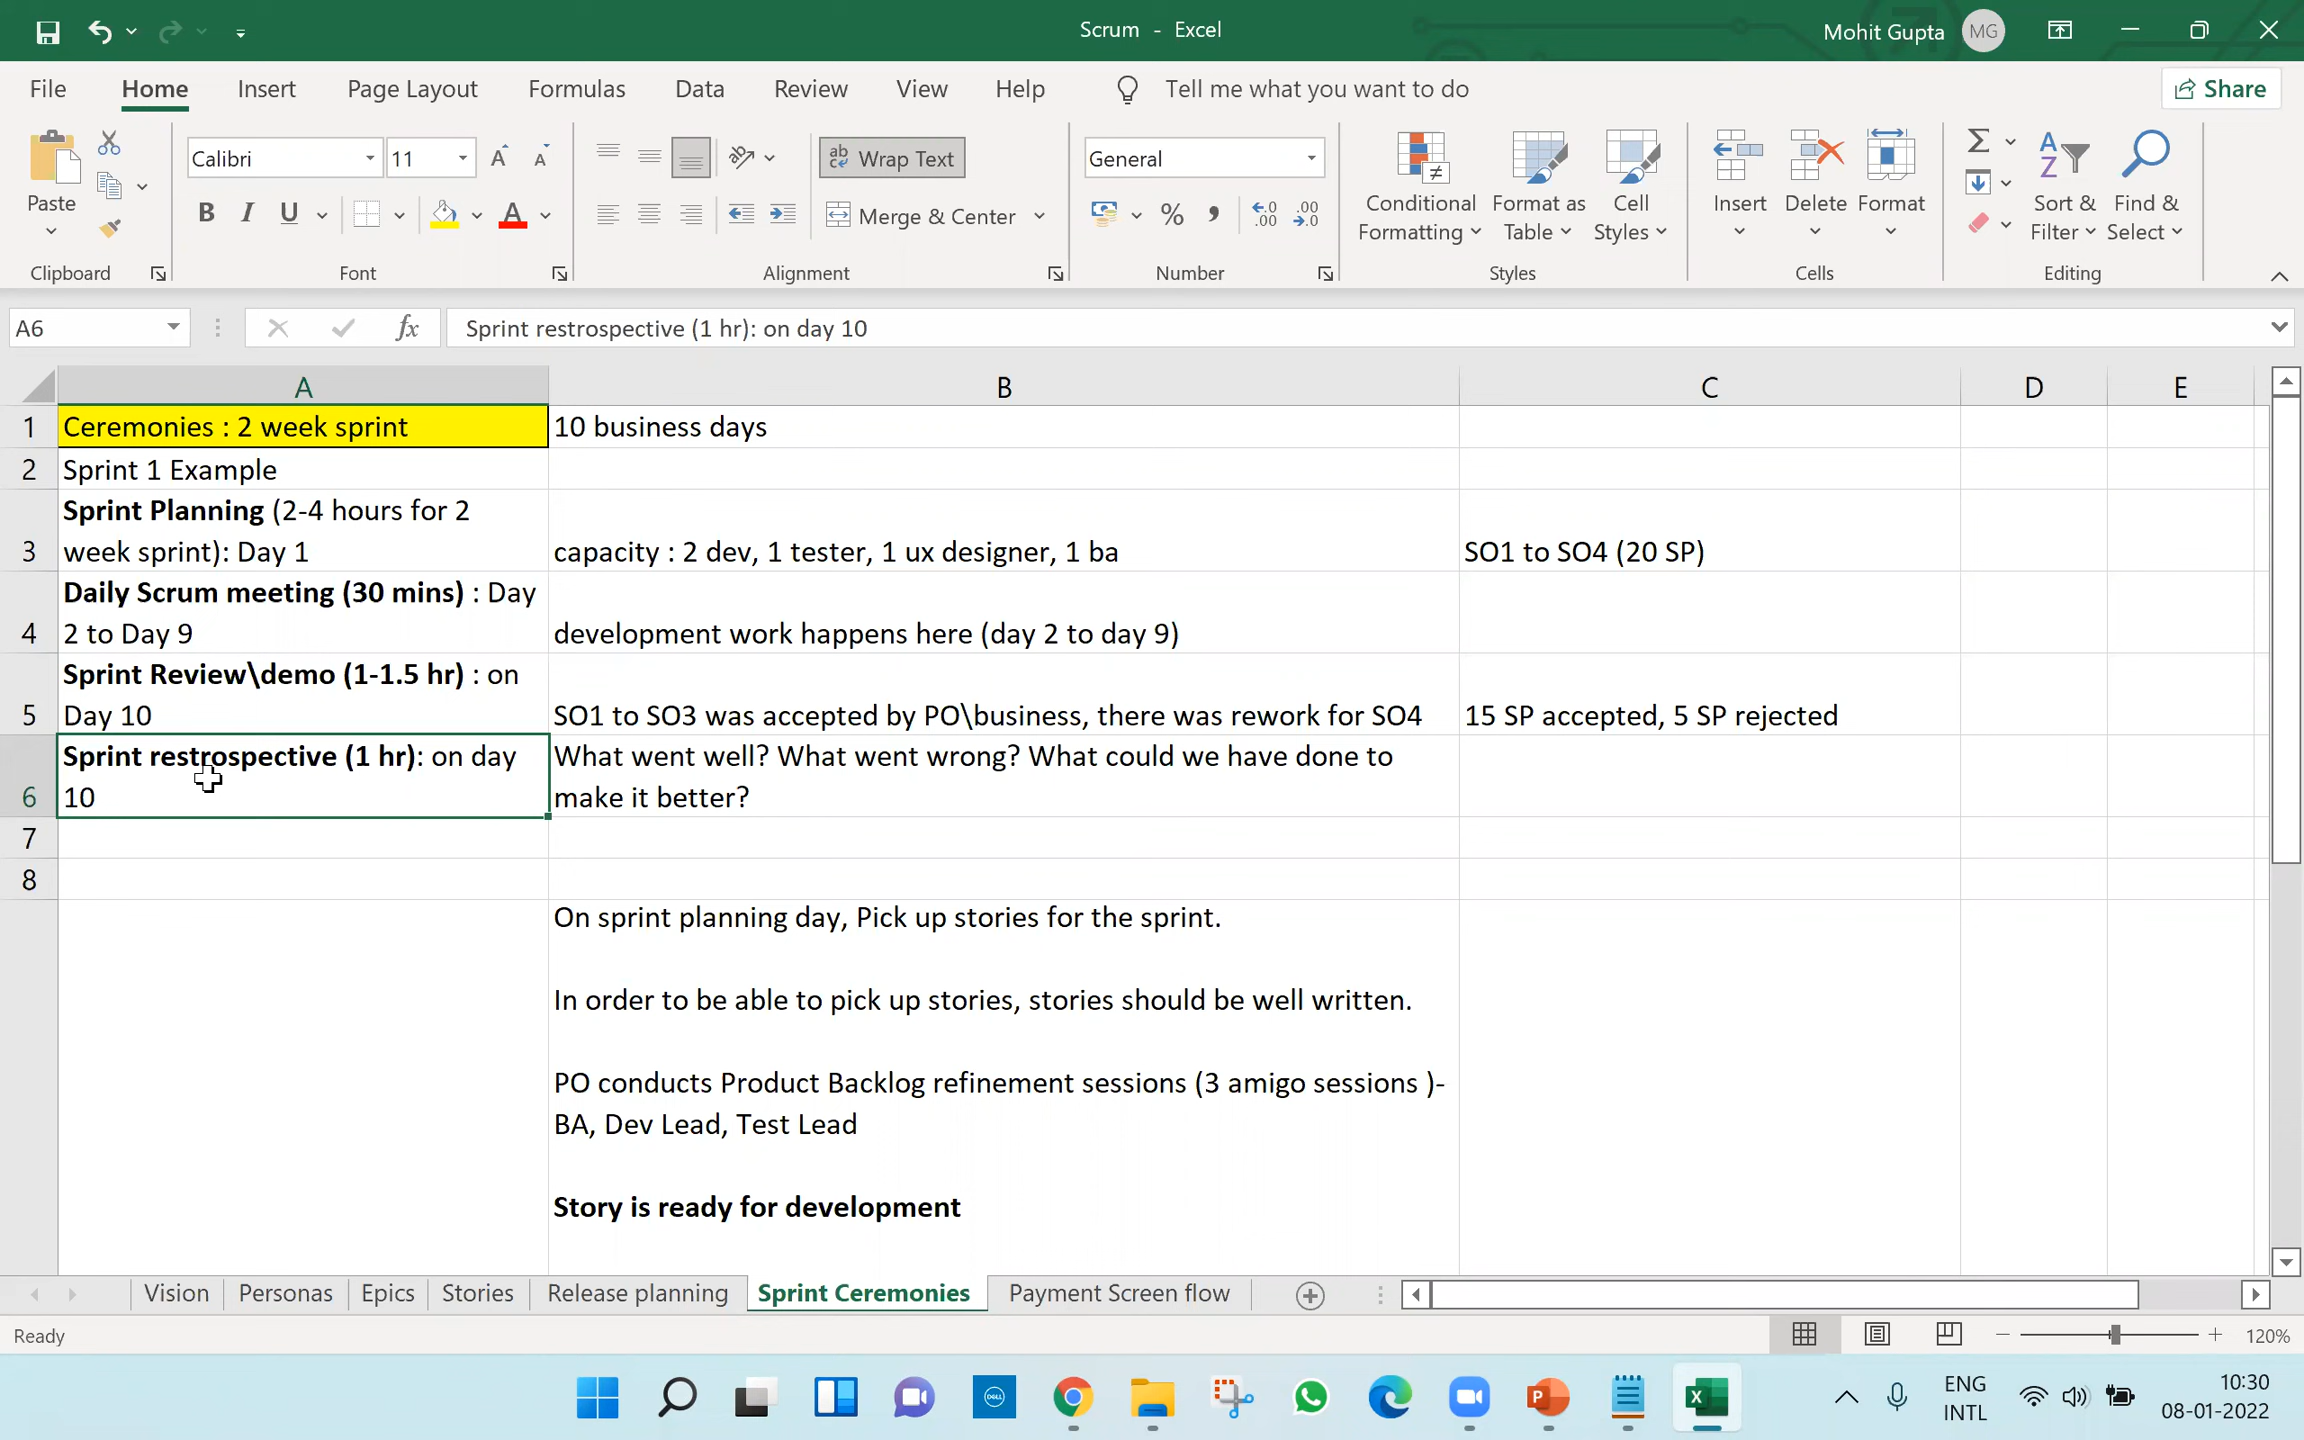 Scrum - Excel
Mohit Gupta MG
File Home Insert Page Layout Formulas Data Review View Help Tell me what you want to do Share
Calibri 11 Wrap Text General
Paste B I U Merge & Center % Conditional Formatting Format as Table Cell Styles Insert Delete Format Sort & Filter Find & Select
Clipboard Font Alignment Number Styles Cells Editing
A6 fx Sprint restrospective (1 hr): on day 10
A B C D E
1 Ceremonies : 2 week sprint 10 business days
2 Sprint 1 Example
Sprint Planning (2-4 hours for 2
3 week sprint): Day 1 capacity : 2 dev, 1 tester, 1 ux designer, 1 ba SO1 to SO4 (20 SP)
Daily Scrum meeting (30 mins) : Day
4 2 to Day 9 development work happens here (day 2 to day 9)
Sprint Review\demo (1-1.5 hr) : on
5 Day 10 SO1 to SO3 was accepted by PO\business, there was rework for SO4 15 SP accepted, 5 SP rejected
Sprint restrospective (1 hr): on day What went well? What went wrong? What could we have done to
6 10 make it better?
7
8
On sprint planning day, Pick up stories for the sprint.
In order to be able to pick up stories, stories should be well written.
PO conducts Product Backlog refinement sessions (3 amigo sessions )-
BA, Dev Lead, Test Lead
Story is ready for development
Vision Personas Epics Stories Release planning Sprint Ceremonies Payment Screen flow
Ready 120%
ENG 10:30
INTL 08-01-2022